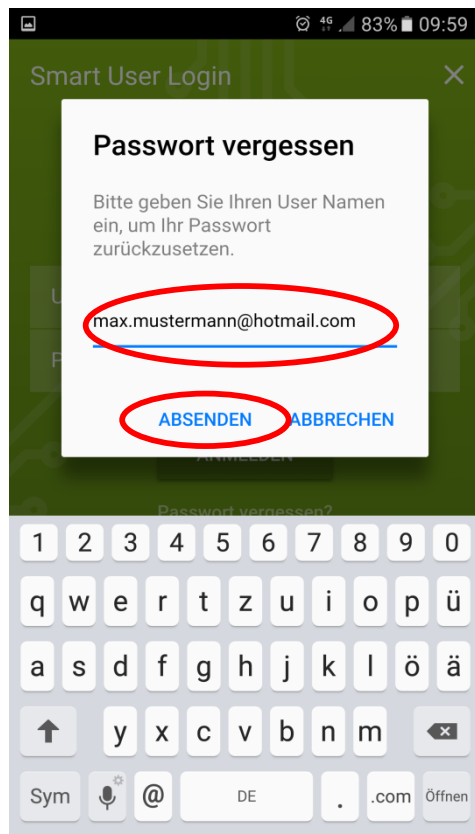 4G 83% 09:59
Smart User Login
Passwort vergessen
Bitte geben Sie Ihren User Namen
ein, um Ihr Passwort
zurückzusetzen.
U
max.mustermann@hotmail.com
P
ABSENDEN ABBRECHEN
ANMELDEN
Passwort vergessen?
1 2 3 4 5 6 7 8 9 0
q w e r t z u i o p ü
a s d f g h j k l ö ä
y x c v b n m
Sym @ DE . .com Öffnen